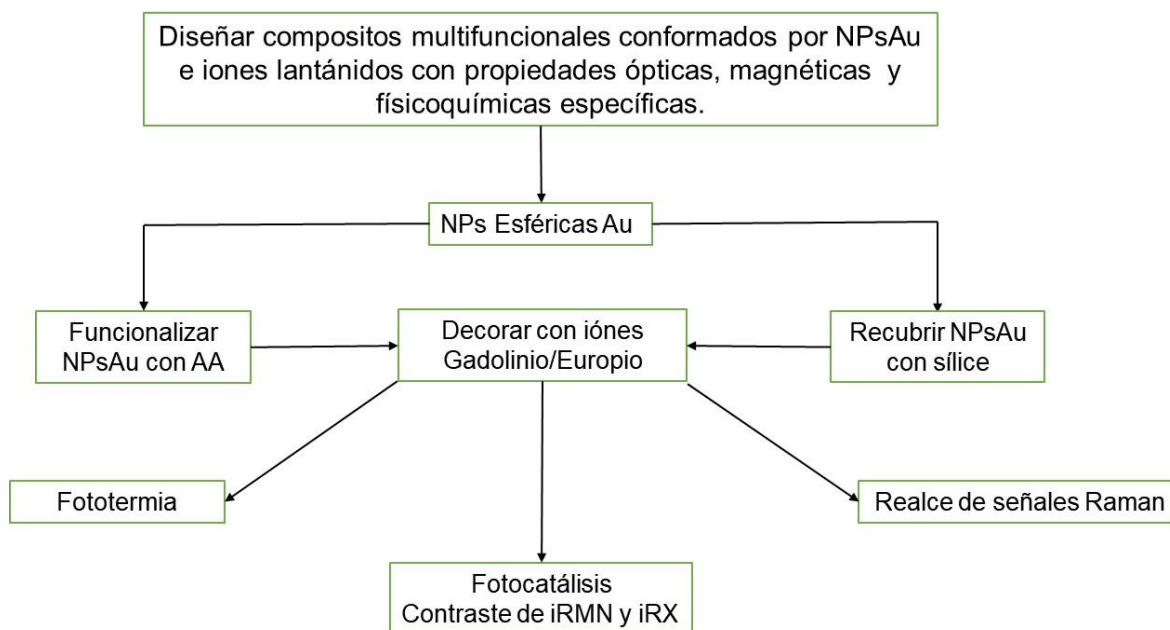 Diseñar compositos multifuncionales conformados por NPsAu
e iones lantánidos con propiedades ópticas, magnéticas y
físicoquímicas específicas.
NPs Esféricas Au
Funcionalizar
NPsAu con AA
Decorar con iónes
Gadolinio/Europio
Recubrir NPsAu
con sílice
Fototermia
Realce de señales Raman
Fotocatálisis
Contraste de iRMN y iRX